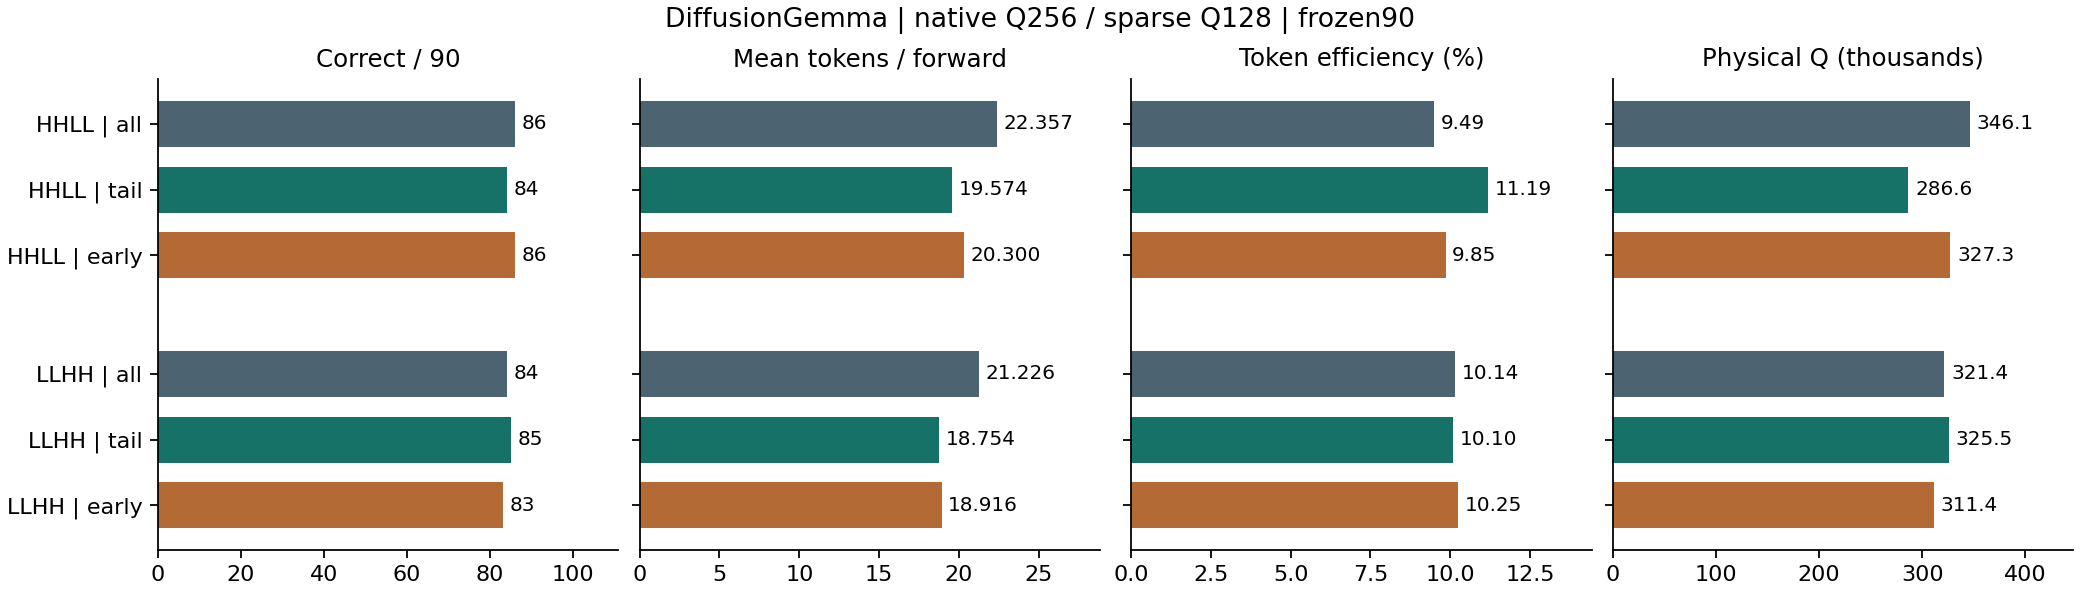 DiffusionGemma | native Q256 / sparse Q128 | frozen90
Correct / 90
Mean tokens / forward
Token efficiency (%)
Physical Q (thousands)
HHLL | all
86
22.357
9.49
346.1
HHLL | tail
84
19.574
11.19
286.6
HHLL | early
86
20.300
9.85
327.3
LLHH | all
84
21.226
10.14
321.4
LLHH | tail
85
18.754
10.10
325.5
LLHH | early
83
18.916
10.25
311.4
0 20 40 60 80 100
0 5 10 15 20 25
0.0 2.5 5.0 7.5 10.0 12.5
0 100 200 300 400